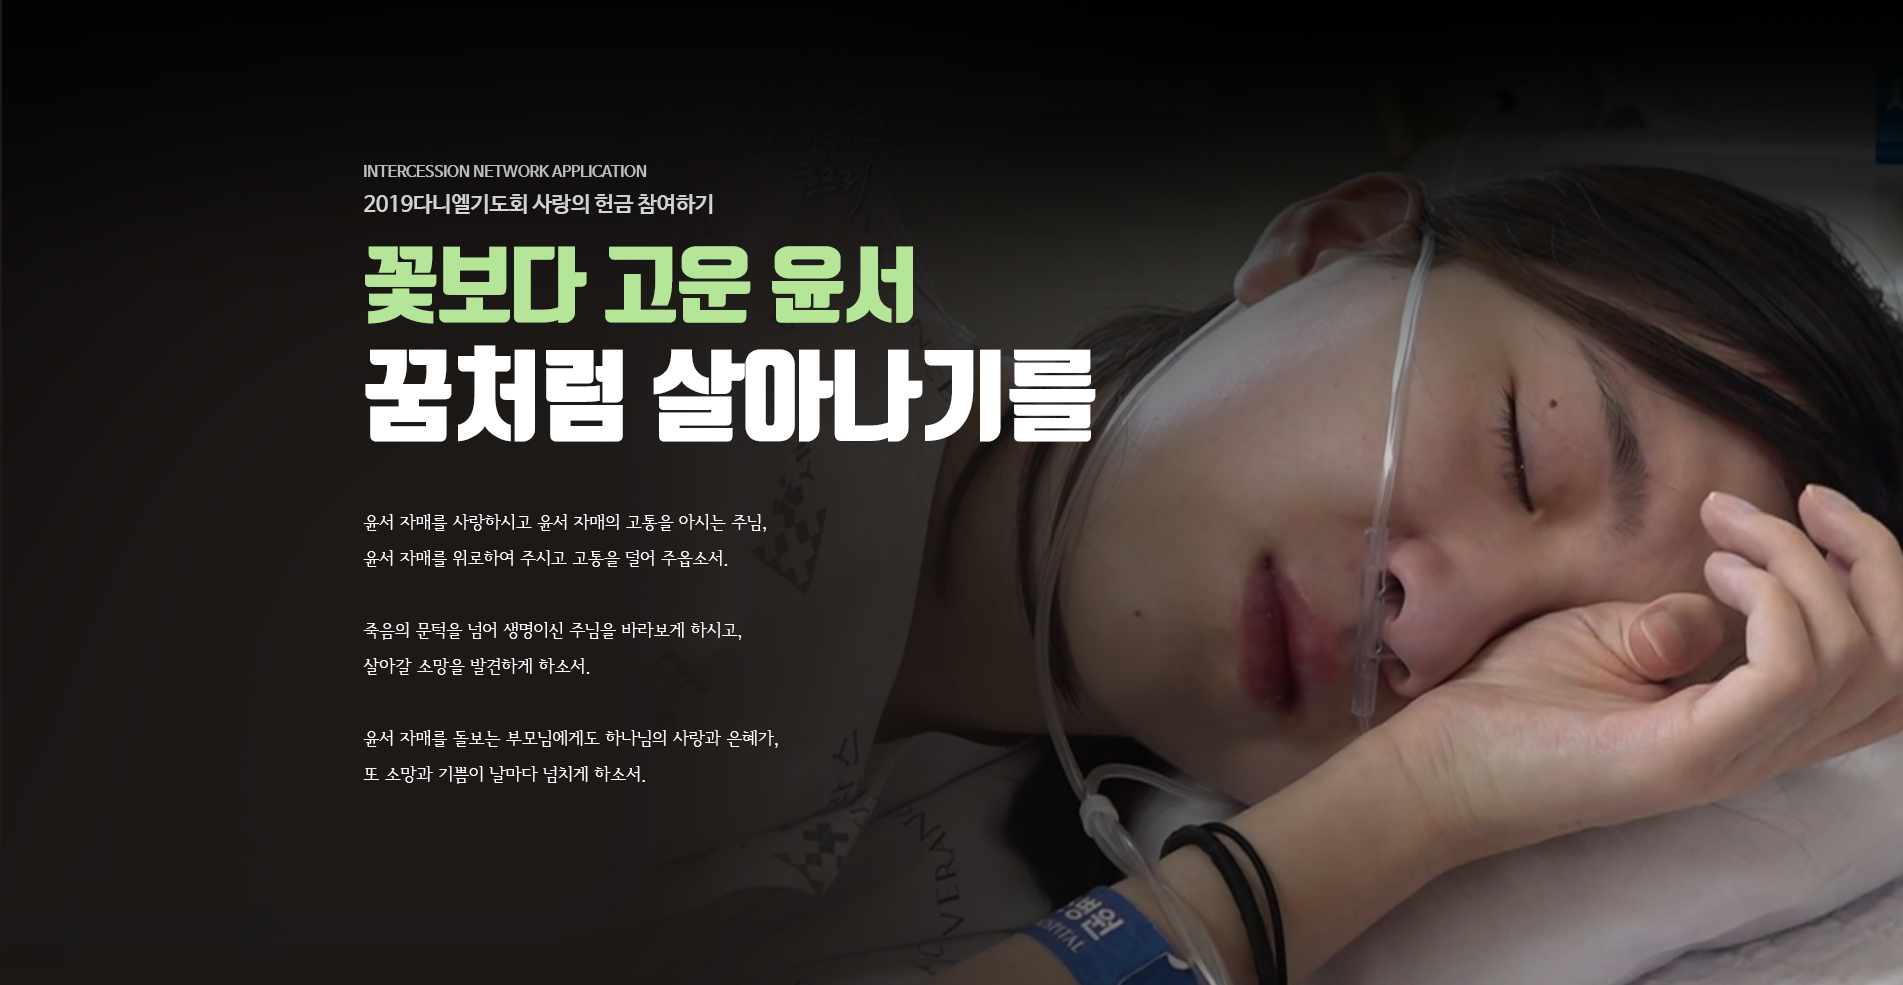 INTERCESSION NETWORK APPLICATION
2019다니엘기도회 사랑의 헌금 참여하기
꽃보다 고운 윤서
꿈처럼 살아나기를
윤서 자매를 사랑하시고 윤서 자매의 고통을 아시는 주님,
윤서 자매를 위로하여 주시고 고통을 덜어 주옵소서.
죽음의 문턱을 넘어 생명이신 주님을 바라보게 하시고,
살아갈 소망을 발견하게 하소서.
윤서 자매를 돌보는 부모님에게도 하나님의 사랑과 은혜가,
또 소망과 기쁨이 날마다 넘치게 하소서.
병원